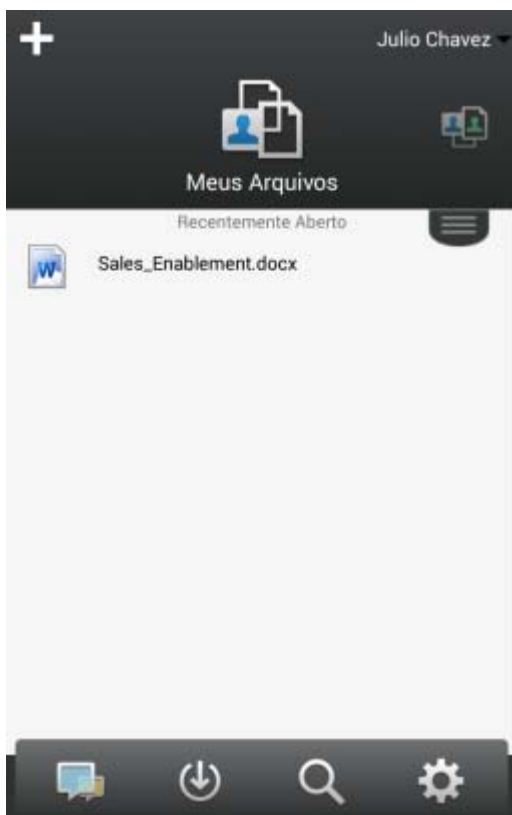 Julio Chavez
Meus Arquivos
Recentemente Aberto
W
Sales_Enablement.docx